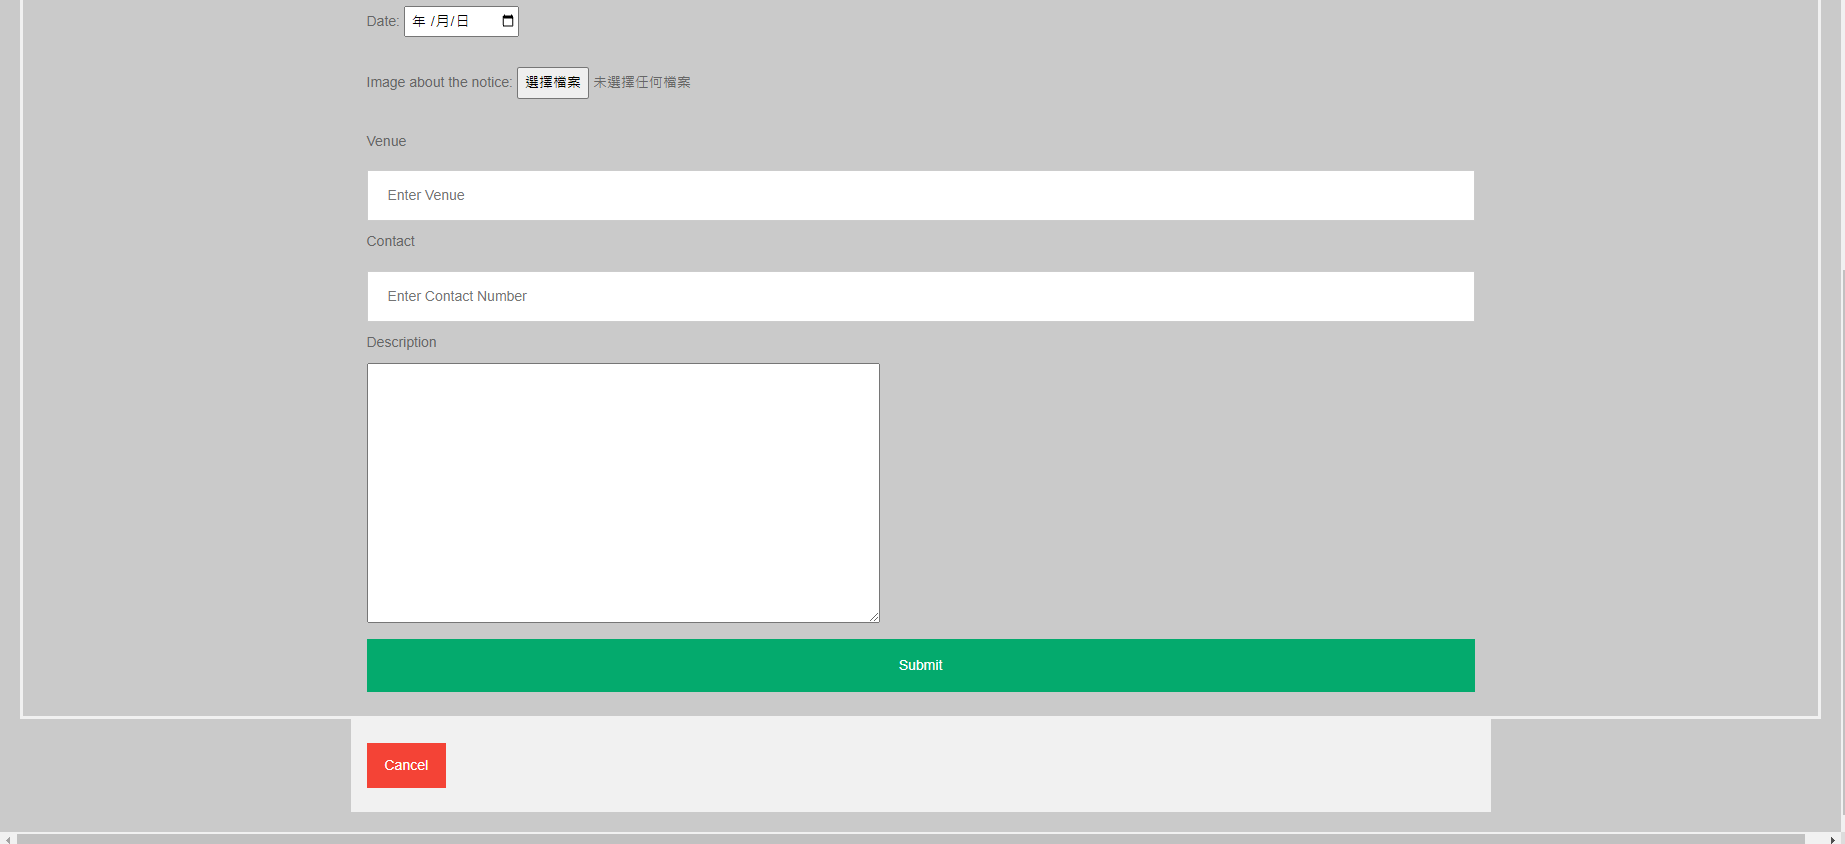 Date: 年 /月/日
Image about the notice: 選擇檔案 未選擇任何檔案
Venue
Enter Venue
Contact
Enter Contact Number
Description
Submit
Cancel